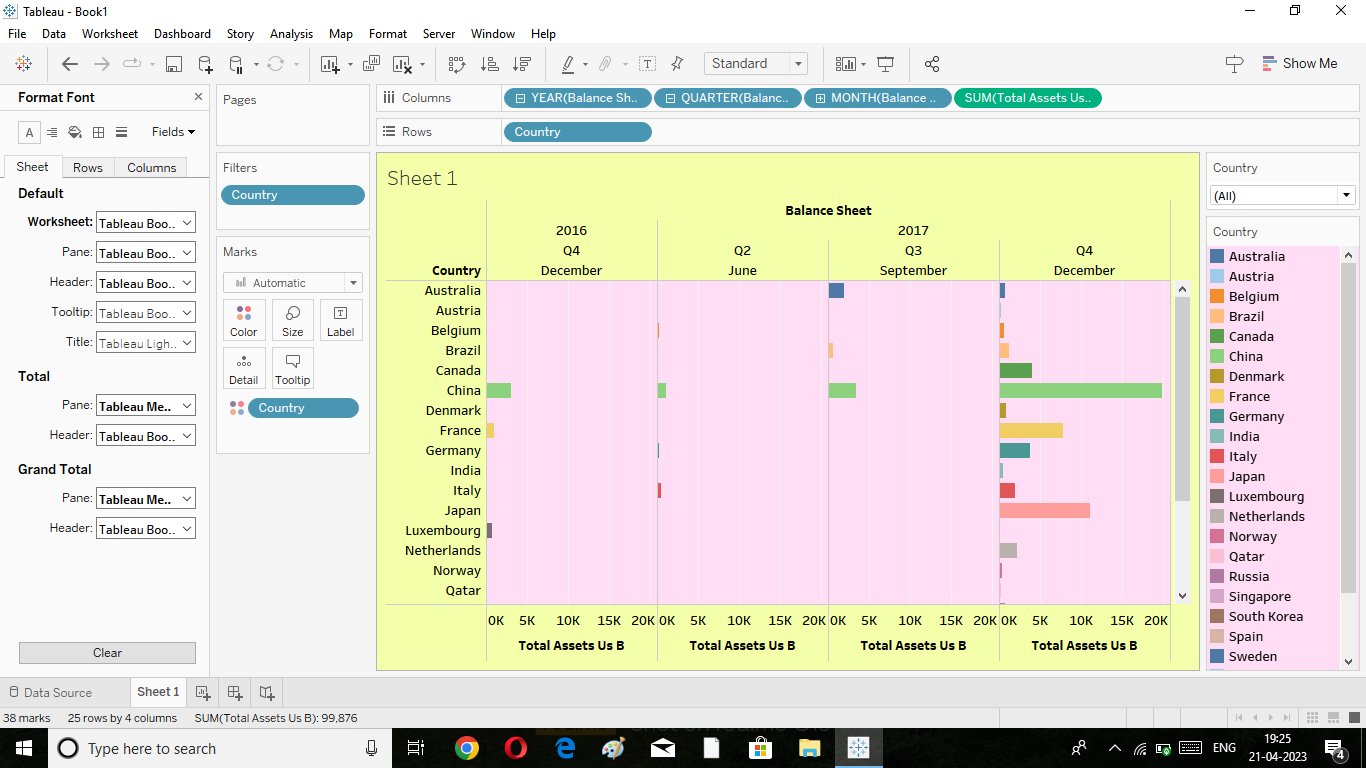 Tableau - Book1
File Data Worksheet Dashboard Story Analysis Map Format Server Window Help
Standard
Show Me
Format Font
Fields
Sheet Rows Columns
Default
Worksheet: Tableau Boo..
Pane: Tableau Boo..
Header: Tableau Boo..
Tooltip: Tableau Boo..
Title: Tableau Ligh..
Total
Pane: Tableau Me..
Header: Tableau Boo..
Grand Total
Pane: Tableau Me..
Header: Tableau Boo..
Clear
Pages
Filters
Country
Marks
Automatic
Color Size Label
Detail Tooltip
Country
Columns YEAR(Balance Sh.. QUARTER(Balanc.. MONTH(Balance .. SUM(Total Assets Us..
Rows Country
Sheet 1
Balance Sheet
2016 2017
Q4 Q2 Q3 Q4
Country December June September December
Australia
Austria
Belgium
Brazil
Canada
China
Denmark
France
Germany
India
Italy
Japan
Luxembourg
Netherlands
Norway
Qatar
0K 5K 10K 15K 20K 0K 5K 10K 15K 20K 0K 5K 10K 15K 20K 0K 5K 10K 15K 20K
Total Assets Us B Total Assets Us B Total Assets Us B Total Assets Us B
Country
(All)
Country
Australia
Austria
Belgium
Brazil
Canada
China
Denmark
France
Germany
India
Italy
Japan
Luxembourg
Netherlands
Norway
Qatar
Russia
Singapore
South Korea
Spain
Sweden
Data Source Sheet 1
38 marks 25 rows by 4 columns SUM(Total Assets Us B): 99,876
Type here to search
ENG
19:25
21-04-2023
4